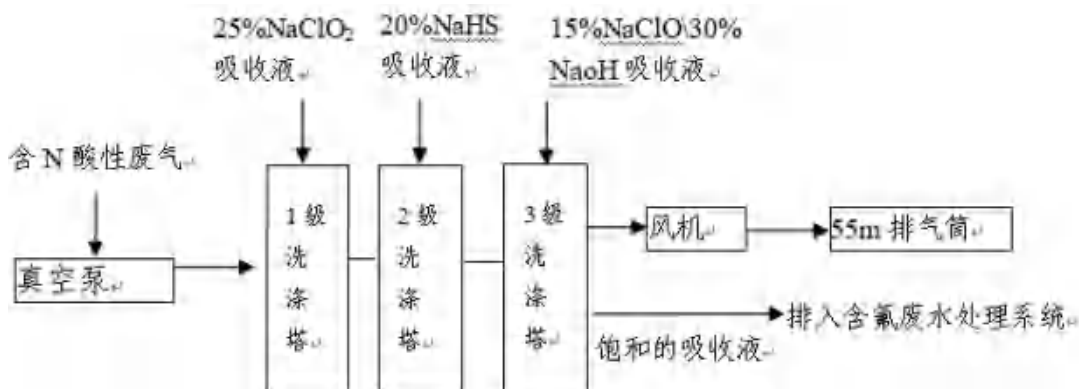 25%NaClO₂
吸收液
20%NaHS
吸收液
15%NaClO\30%
NaoH 吸收液
含 N 酸性废气
真空泵
1级
洗
涤
塔
2级
洗
涤
塔
3级
洗
涤
塔
风机
55m 排气筒
饱和的吸收液
排入含氟废水处理系统